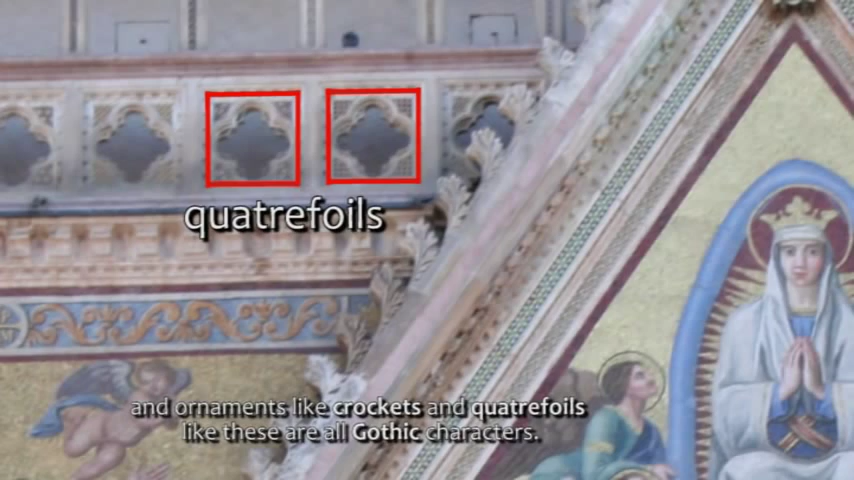 quatrefoils
and ornaments like crockets and quatrefoils
like these are all Gothic characters.